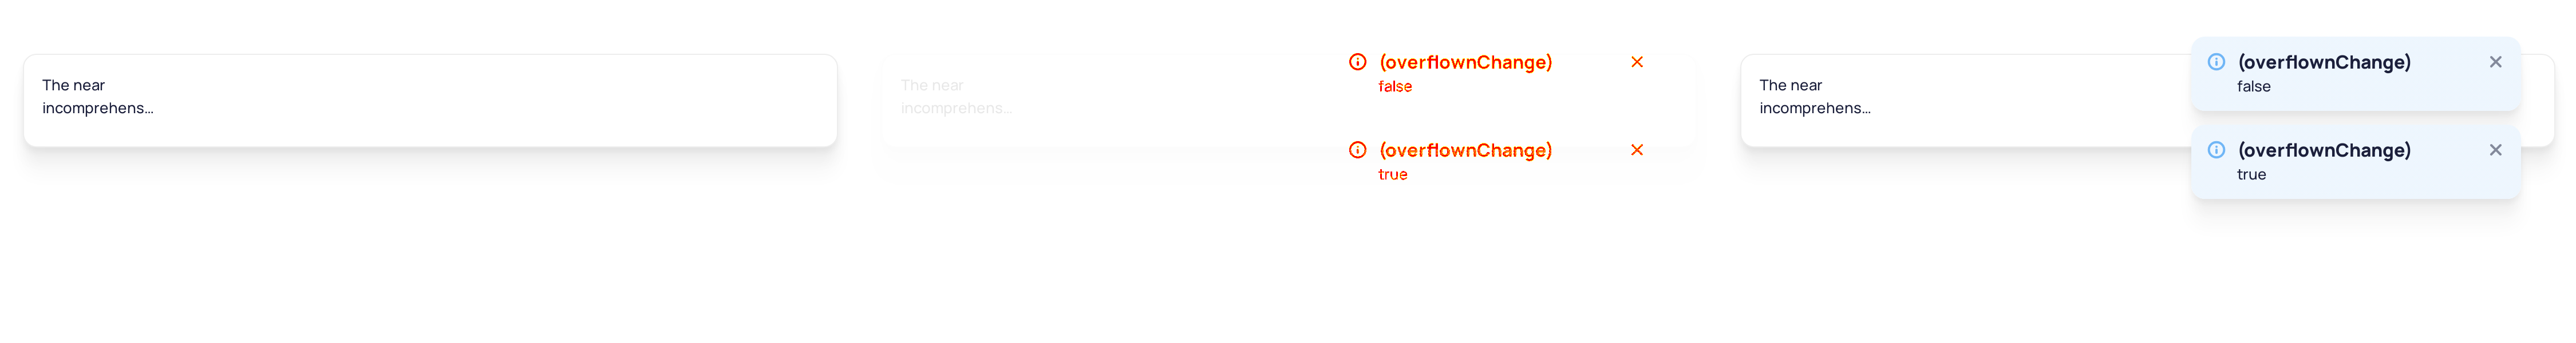 The near
incomprehens…
The near
incomprehens…
(overflownChange)
false
(overflownChange)
true
The near
incomprehens…
(overflownChange)
false
(overflownChange)
true